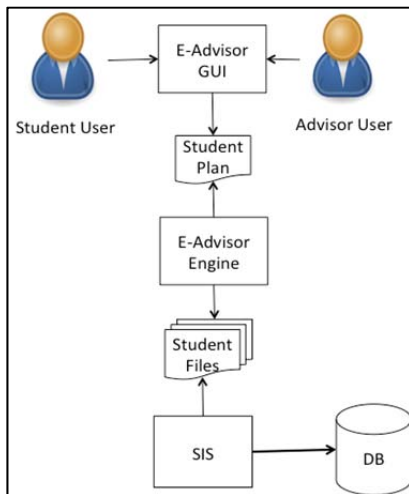 E-Advisor
GUI
Student User
Advisor User
Student
Plan
E-Advisor
Engine
Student
Files
SIS
DB